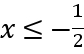 x ≤ −1/2